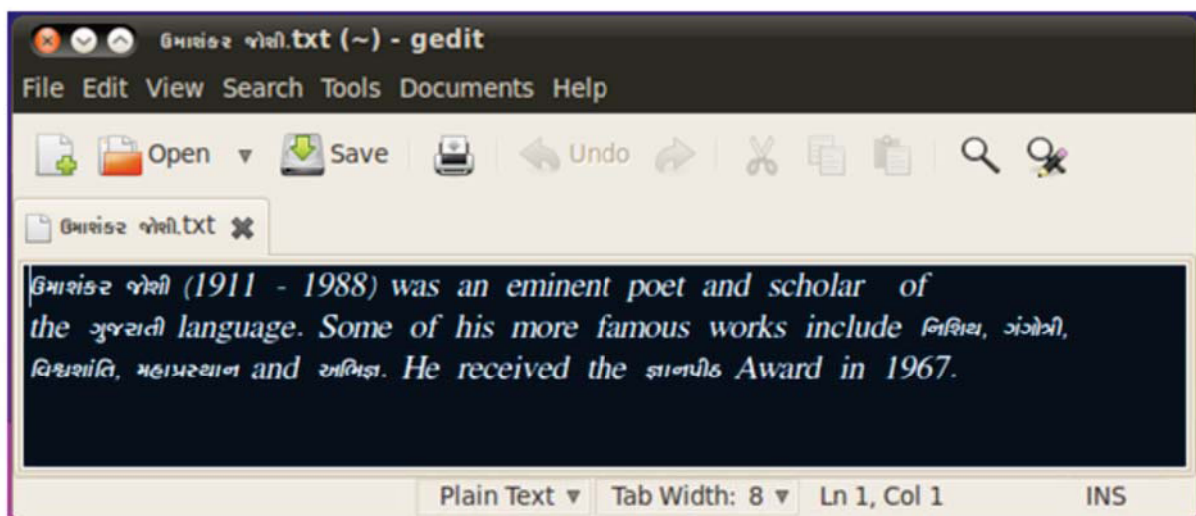 ઉમાશંકર જોશી.txt (~) - gedit
File Edit View Search Tools Documents Help
Open Save Undo
ઉમાશંકર જોશી.txt
ઉમાશંકર જોશી (1911 - 1988) was an eminent poet and scholar of
the ગુજરાતી language. Some of his more famous works include નિશિથ, ગંગોત્રી,
વિશ્વશાંતિ, મહાપ્રસ્થાન and અભિજ્ઞ. He received the જ્ઞાનપીઠ Award in 1967.
Plain Text Tab Width: 8 Ln 1, Col 1 INS